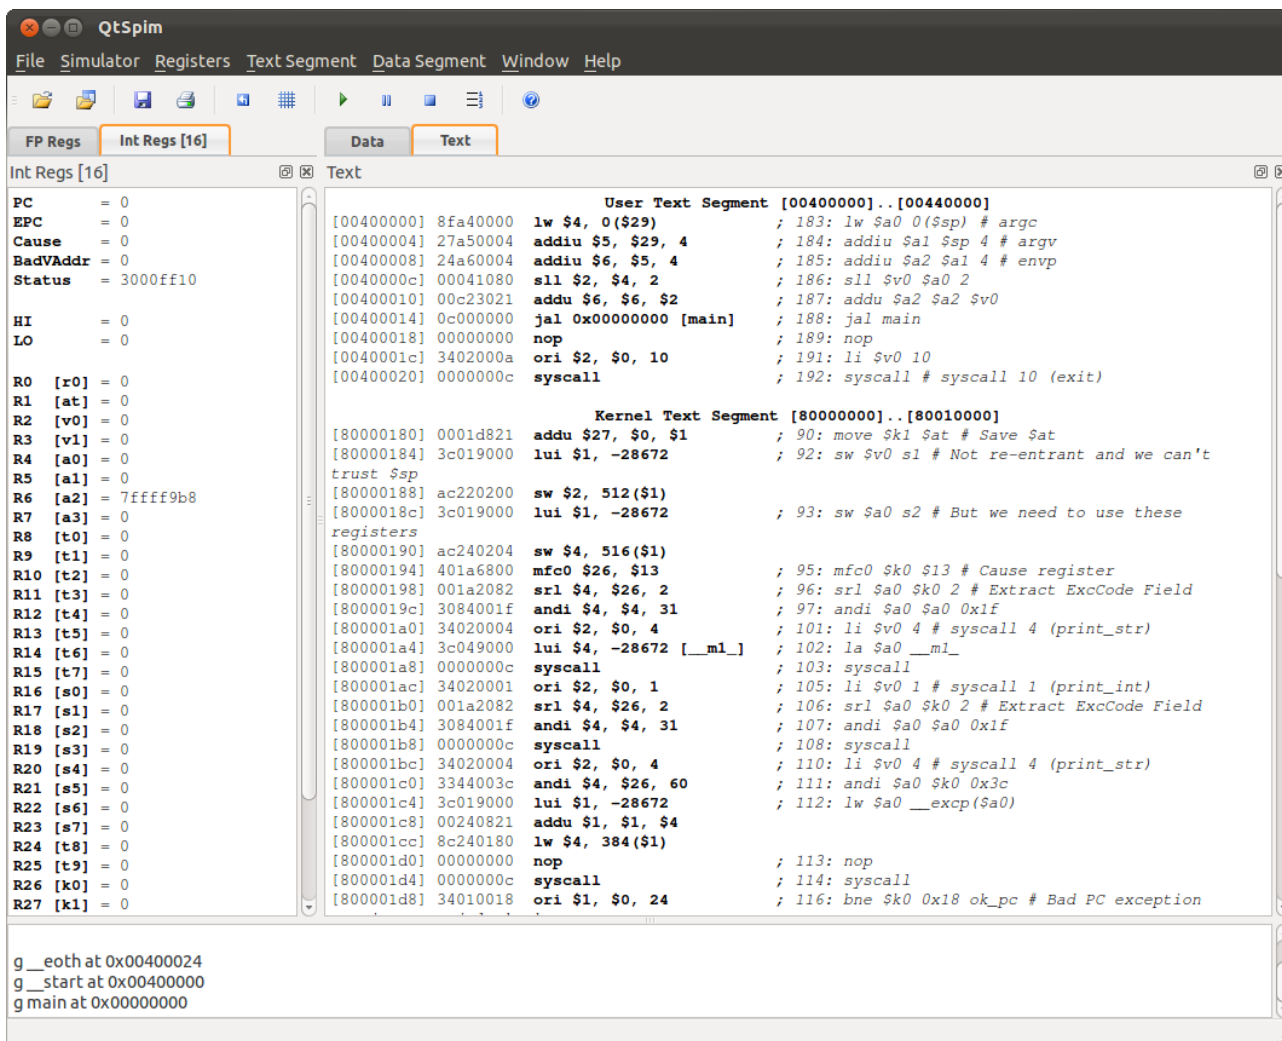 QtSpim
File Simulator Registers Text Segment Data Segment Window Help
FP Regs Int Regs [16] Data Text
Int Regs [16]
PC = 0
EPC = 0
Cause = 0
BadVAddr = 0
Status = 3000ff10
HI = 0
LO = 0
R0 [r0] = 0
R1 [at] = 0
R2 [v0] = 0
R3 [v1] = 0
R4 [a0] = 0
R5 [a1] = 0
R6 [a2] = 7ffff9b8
R7 [a3] = 0
R8 [t0] = 0
R9 [t1] = 0
R10 [t2] = 0
R11 [t3] = 0
R12 [t4] = 0
R13 [t5] = 0
R14 [t6] = 0
R15 [t7] = 0
R16 [s0] = 0
R17 [s1] = 0
R18 [s2] = 0
R19 [s3] = 0
R20 [s4] = 0
R21 [s5] = 0
R22 [s6] = 0
R23 [s7] = 0
R24 [t8] = 0
R25 [t9] = 0
R26 [k0] = 0
R27 [k1] = 0
Text
User Text Segment [00400000]..[00440000]
[00400000] 8fa40000 lw $4, 0($29) ; 183: lw $a0 0($sp) # argc
[00400004] 27a50004 addiu $5, $29, 4 ; 184: addiu $a1 $sp 4 # argv
[00400008] 24a60004 addiu $6, $5, 4 ; 185: addiu $a2 $a1 4 # envp
[0040000c] 00041080 sll $2, $4, 2 ; 186: sll $v0 $a0 2
[00400010] 00c23021 addu $6, $6, $2 ; 187: addu $a2 $a2 $v0
[00400014] 0c000000 jal 0x00000000 [main] ; 188: jal main
[00400018] 00000000 nop ; 189: nop
[0040001c] 3402000a ori $2, $0, 10 ; 191: li $v0 10
[00400020] 0000000c syscall ; 192: syscall # syscall 10 (exit)
Kernel Text Segment [80000000]..[80010000]
[80000180] 0001d821 addu $27, $0, $1 ; 90: move $k1 $at # Save $at
[80000184] 3c019000 lui $1, -28672 ; 92: sw $v0 s1 # Not re-entrant and we can't
trust $sp
[80000188] ac220200 sw $2, 512($1)
[8000018c] 3c019000 lui $1, -28672 ; 93: sw $a0 s2 # But we need to use these
registers
[80000190] ac240204 sw $4, 516($1)
[80000194] 401a6800 mfc0 $26, $13 ; 95: mfc0 $k0 $13 # Cause register
[80000198] 001a2082 srl $4, $26, 2 ; 96: srl $a0 $k0 2 # Extract ExcCode Field
[8000019c] 3084001f andi $4, $4, 31 ; 97: andi $a0 $a0 0x1f
[800001a0] 34020004 ori $2, $0, 4 ; 101: li $v0 4 # syscall 4 (print_str)
[800001a4] 3c049000 lui $4, -28672 [__m1_] ; 102: la $a0 __m1_
[800001a8] 0000000c syscall ; 103: syscall
[800001ac] 34020001 ori $2, $0, 1 ; 105: li $v0 1 # syscall 1 (print_int)
[800001b0] 001a2082 srl $4, $26, 2 ; 106: srl $a0 $k0 2 # Extract ExcCode Field
[800001b4] 3084001f andi $4, $4, 31 ; 107: andi $a0 $a0 0x1f
[800001b8] 0000000c syscall ; 108: syscall
[800001bc] 34020004 ori $2, $0, 4 ; 110: li $v0 4 # syscall 4 (print_str)
[800001c0] 3344003c andi $4, $26, 60 ; 111: andi $a0 $k0 0x3c
[800001c4] 3c019000 lui $1, -28672 ; 112: lw $a0 __excp($a0)
[800001c8] 00240821 addu $1, $1, $4
[800001cc] 8c240180 lw $4, 384($1)
[800001d0] 00000000 nop ; 113: nop
[800001d4] 0000000c syscall ; 114: syscall
[800001d8] 34010018 ori $1, $0, 24 ; 116: bne $k0 0x18 ok_pc # Bad PC exception
g __eoth at 0x00400024
g __start at 0x00400000
g main at 0x00000000